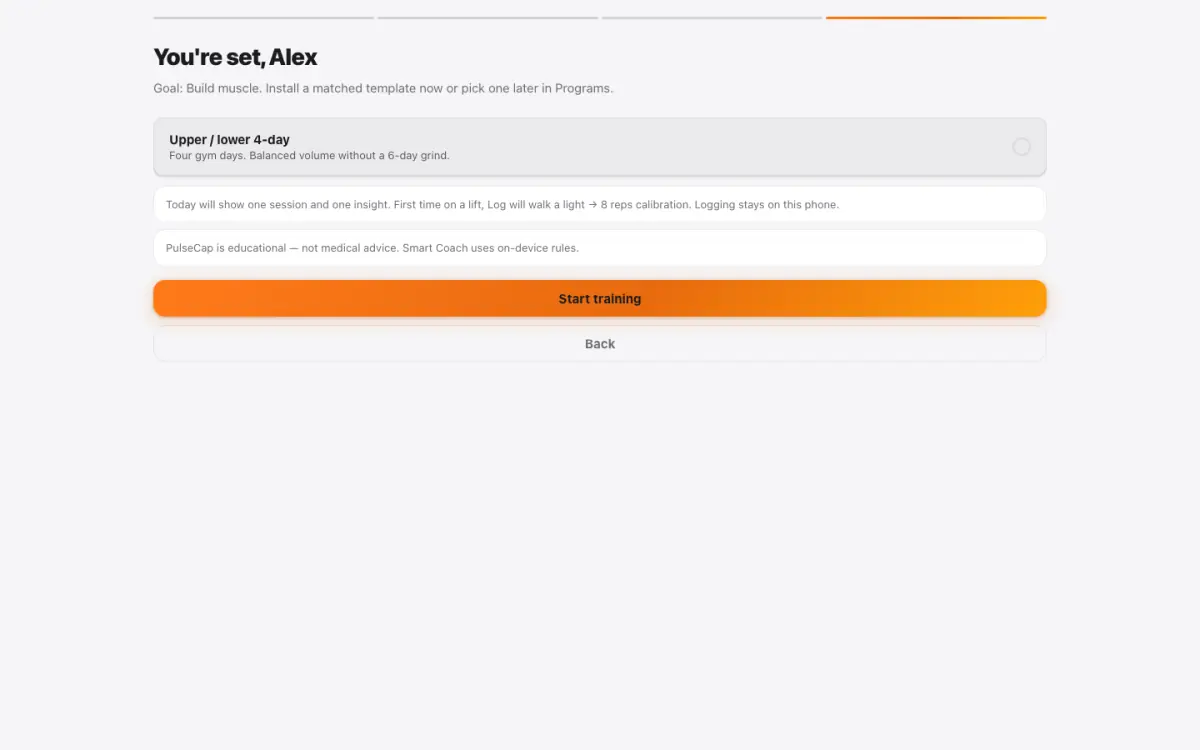 You're set, Alex
Goal: Build muscle. Install a matched template now or pick one later in Programs.
Upper / lower 4-day
Four gym days. Balanced volume without a 6-day grind.
Today will show one session and one insight. First time on a lift, Log will walk a light → 8 reps calibration. Logging stays on this phone.
PulseCap is educational — not medical advice. Smart Coach uses on-device rules.
Start training
Back